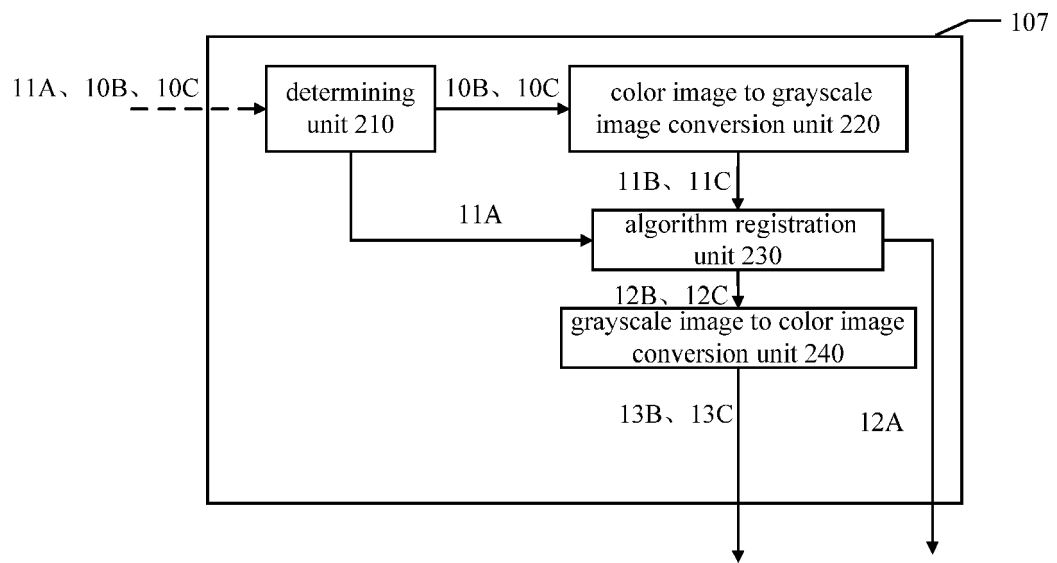 107
11A、10B、10C
determining
unit 210
10B、10C
color image to grayscale
image conversion unit 220
11B、11C
11A
algorithm registration
unit 230
12B、12C
grayscale image to color image
conversion unit 240
13B、13C
12A